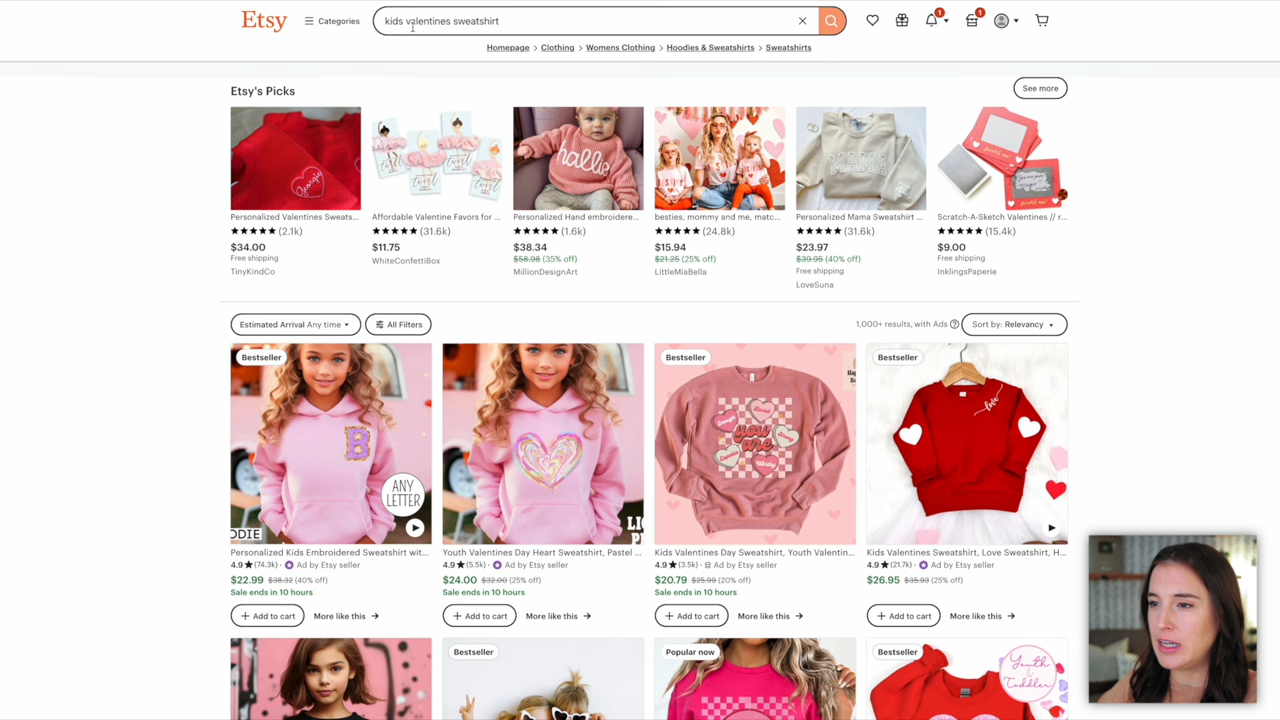 Etsy
Categories
kids valentines sweatshirt
1
1
Homepage > Clothing > Womens Clothing > Hoodies & Sweatshirts > Sweatshirts
Etsy's Picks
See more
hallie
MAMA
Personalized Valentines Sweats...
Affordable Valentine Favors for ...
Personalized Hand embroidere...
besties, mommy and me, matc...
Personalized Mama Sweatshirt ...
Scratch-A-Sketch Valentines // r...
★★★★★ (2.1k)
★★★★★ (31.6k)
★★★★★ (1.6k)
★★★★★ (24.8k)
★★★★★ (31.6k)
★★★★★ (15.4k)
$34.00
$11.75
$38.34
$15.94
$23.97
$9.00
Free shipping
WhiteConfettiBox
$58.98 (35% off)
$21.25 (25% off)
$39.95 (40% off)
Free shipping
TinyKindCo
MillionDesignArt
LittleMiaBella
Free shipping
InklingsPaperie
LoveSuna
Estimated Arrival Any time
All Filters
1,000+ results, with Ads ?
Sort by: Relevancy
Bestseller
Bestseller
Bestseller
Bestseller
B
ANY
LETTER
you are
love
Personalized Kids Embroidered Sweatshirt wit...
Youth Valentines Day Heart Sweatshirt, Pastel ...
Kids Valentines Day Sweatshirt, Youth Valentin...
Kids Valentines Sweatshirt, Love Sweatshirt, H...
4.9 ★ (74.3k) · Ad by Etsy seller
4.9 ★ (5.5k) · Ad by Etsy seller
4.9 ★ (3.5k) · Ad by Etsy seller
4.9 ★ (21.7k) · Ad by Etsy seller
$22.99 $38.32 (40% off)
$24.00 $32.00 (25% off)
$20.79 $25.99 (20% off)
$26.95 $35.93 (25% off)
Sale ends in 10 hours
Sale ends in 10 hours
Sale ends in 10 hours
+ Add to cart
More like this →
+ Add to cart
More like this →
+ Add to cart
More like this →
+ Add to cart
More like this →
Bestseller
Popular now
Bestseller
Youth
&
Toddler